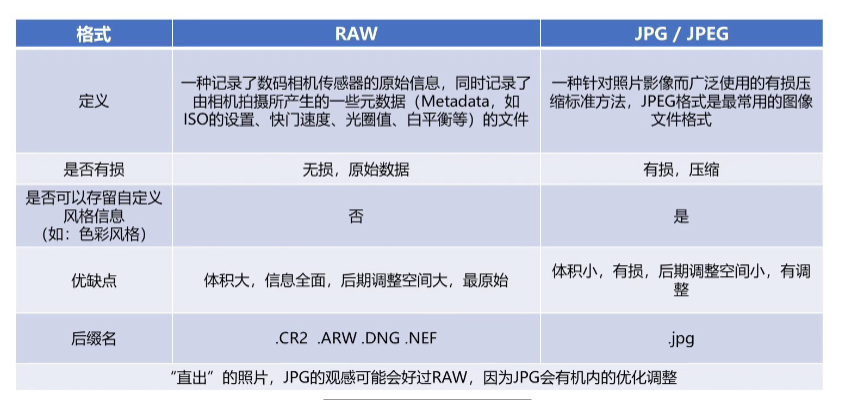 格式 RAW JPG / JPEG
定义
一种记录了数码相机传感器的原始信息，同时记录了
由相机拍摄所产生的一些元数据（Metadata，如
ISO的设置、快门速度、光圈值、白平衡等）的文件
一种针对照片影像而广泛使用的有损压
缩标准方法，JPEG格式是最常用的图像
文件格式
是否有损 无损，原始数据 有损，压缩
是否可以存留自定义
风格信息
（如：色彩风格）
否 是
优缺点
体积大，信息全面，后期调整空间大，最原始
体积小，有损，后期调整空间小，有调
整
后缀名 .CR2 .ARW .DNG .NEF .jpg
“直出”的照片，JPG的观感可能会好过RAW，因为JPG会有机内的优化调整